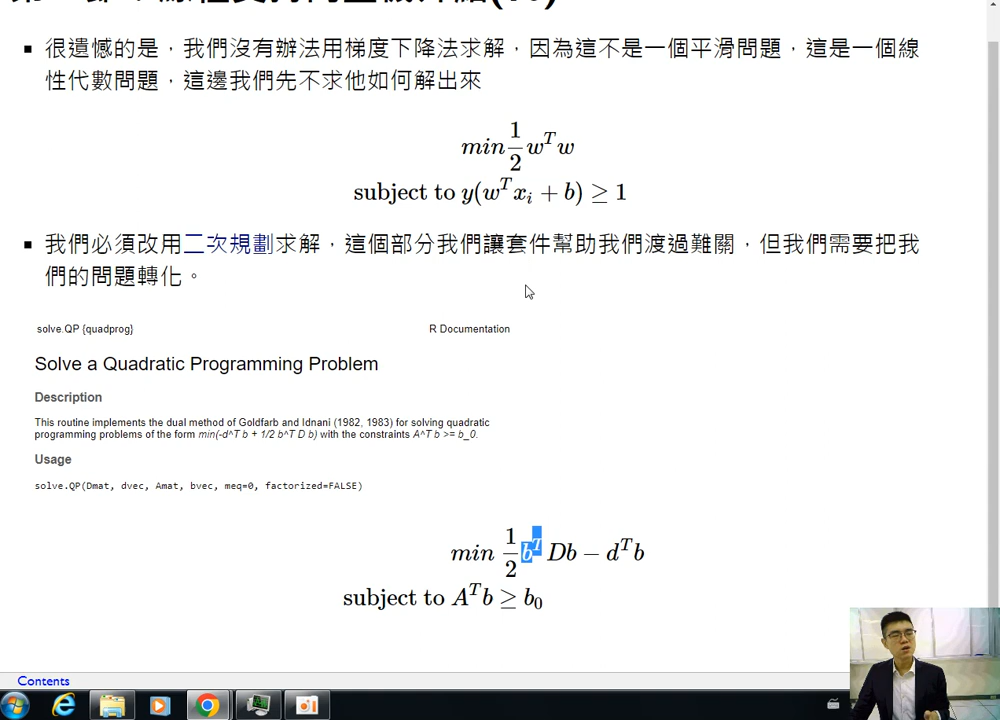 很遺憾的是，我們沒有辦法用梯度下降法求解，因為這不是一個平滑問題，這是一個線
性代數問題，這邊我們先不求他如何解出來
min 1/2 w^T w
subject to y(w^T x_i + b) ≥ 1
我們必須改用二次規劃求解，這個部分我們讓套件幫助我們渡過難關，但我們需要把我
們的問題轉化。
solve.QP {quadprog} R Documentation
Solve a Quadratic Programming Problem
Description
This routine implements the dual method of Goldfarb and Idnani (1982, 1983) for solving quadratic
programming problems of the form min(-d^T b + 1/2 b^T D b) with the constraints A^T b >= b_0.
Usage
solve.QP(Dmat, dvec, Amat, bvec, meq=0, factorized=FALSE)
min 1/2 b^T Db − d^T b
subject to A^T b ≥ b_0
Contents